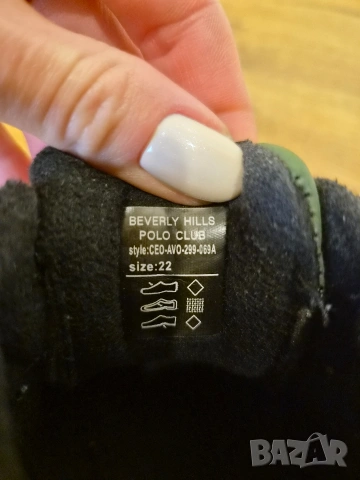 BEVERLY HILLS
POLO CLUB
style:CEO-AVO-299-069A
size:22
BAZAR